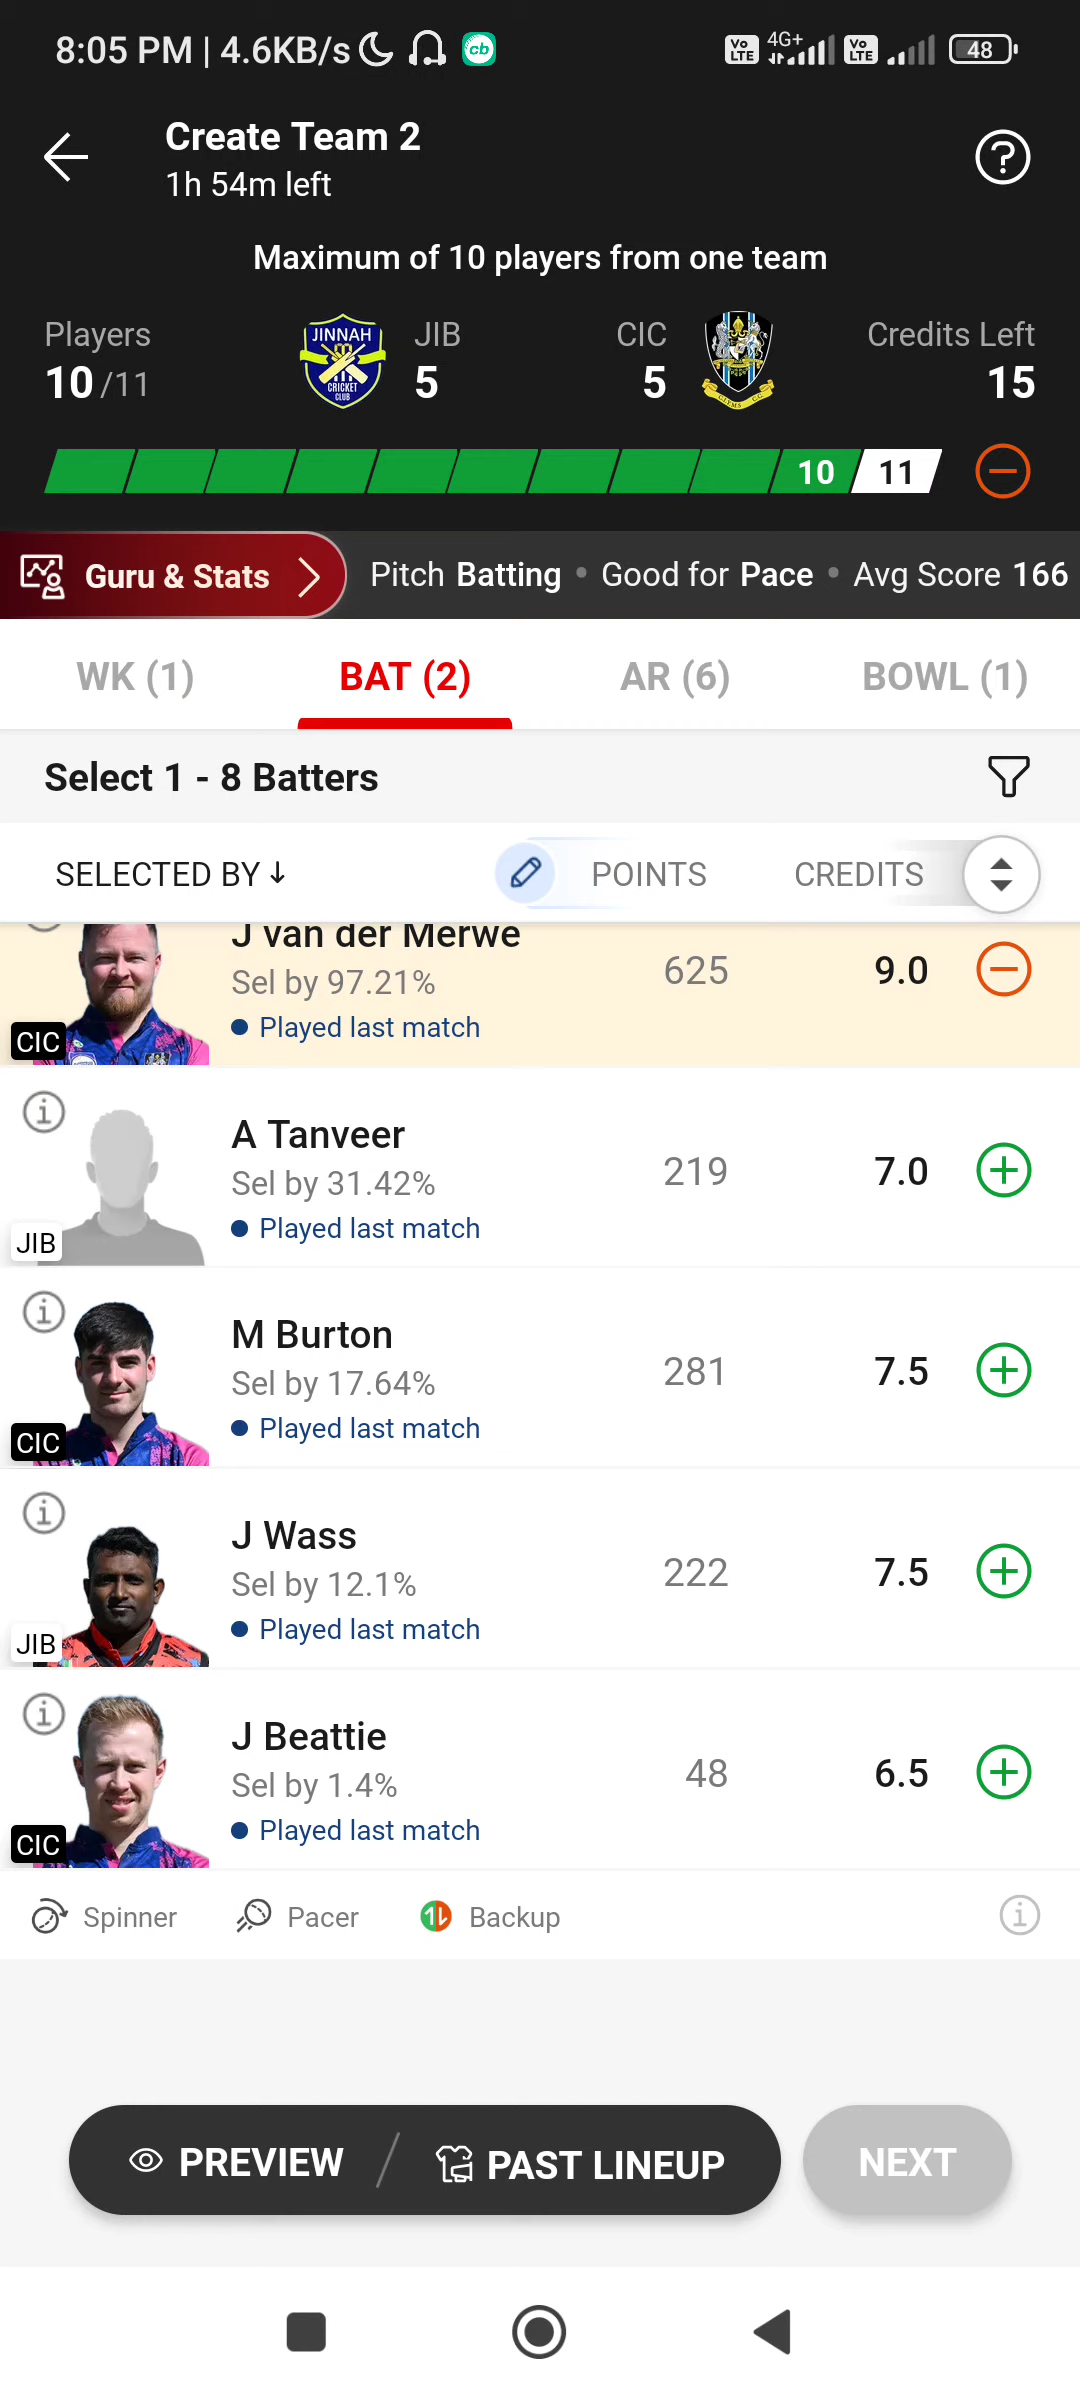 8:05 PM | 4.6KB/s cb Vo LTE 4G+ Vo LTE 48
Create Team 2
1h 54m left
Maximum of 10 players from one team
Players JINNAH CRICKET CLUB JIB CIC Credits Left
10/11 5 5 15
10 11
Guru & Stats Pitch Batting • Good for Pace • Avg Score 166
WK (1) BAT (2) AR (6) BOWL (1)
Select 1 - 8 Batters
SELECTED BY ↓ POINTS CREDITS
J van der Merwe
Sel by 97.21% 625 9.0
Played last match
CIC
A Tanveer
Sel by 31.42% 219 7.0
Played last match
JIB
M Burton
Sel by 17.64% 281 7.5
Played last match
CIC
J Wass
Sel by 12.1% 222 7.5
Played last match
JIB
J Beattie
Sel by 1.4% 48 6.5
Played last match
CIC
Spinner Pacer Backup
PREVIEW / PAST LINEUP NEXT